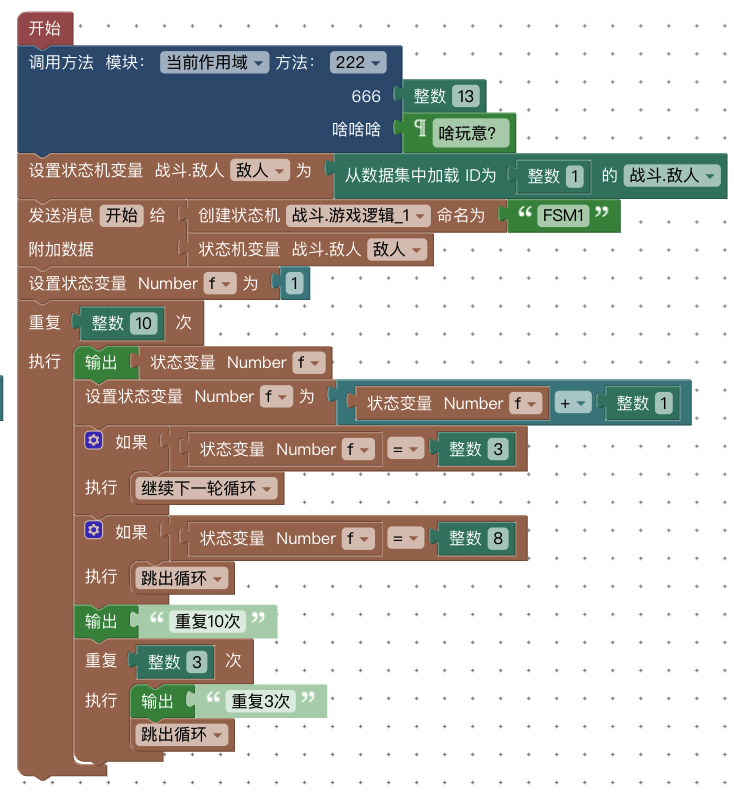 开始
调用方法 模块: 当前作用域 方法: 222
666 整数 13
啥啥啥 ¶ 啥玩意?
设置状态机变量 战斗.敌人 敌人 为 从数据集中加载 ID为 整数 1 的 战斗.敌人
发送消息 开始 给 创建状态机 战斗.游戏逻辑_1 命名为 “ FSM1 ”
附加数据 状态机变量 战斗.敌人 敌人
设置状态变量 Number f 为 1
重复 整数 10 次
执行 输出 状态变量 Number f
设置状态变量 Number f 为 状态变量 Number f + 整数 1
如果 状态变量 Number f = 整数 3
执行 继续下一轮循环
如果 状态变量 Number f = 整数 8
执行 跳出循环
输出 “ 重复10次 ”
重复 整数 3 次
执行 输出 “ 重复3次 ”
跳出循环